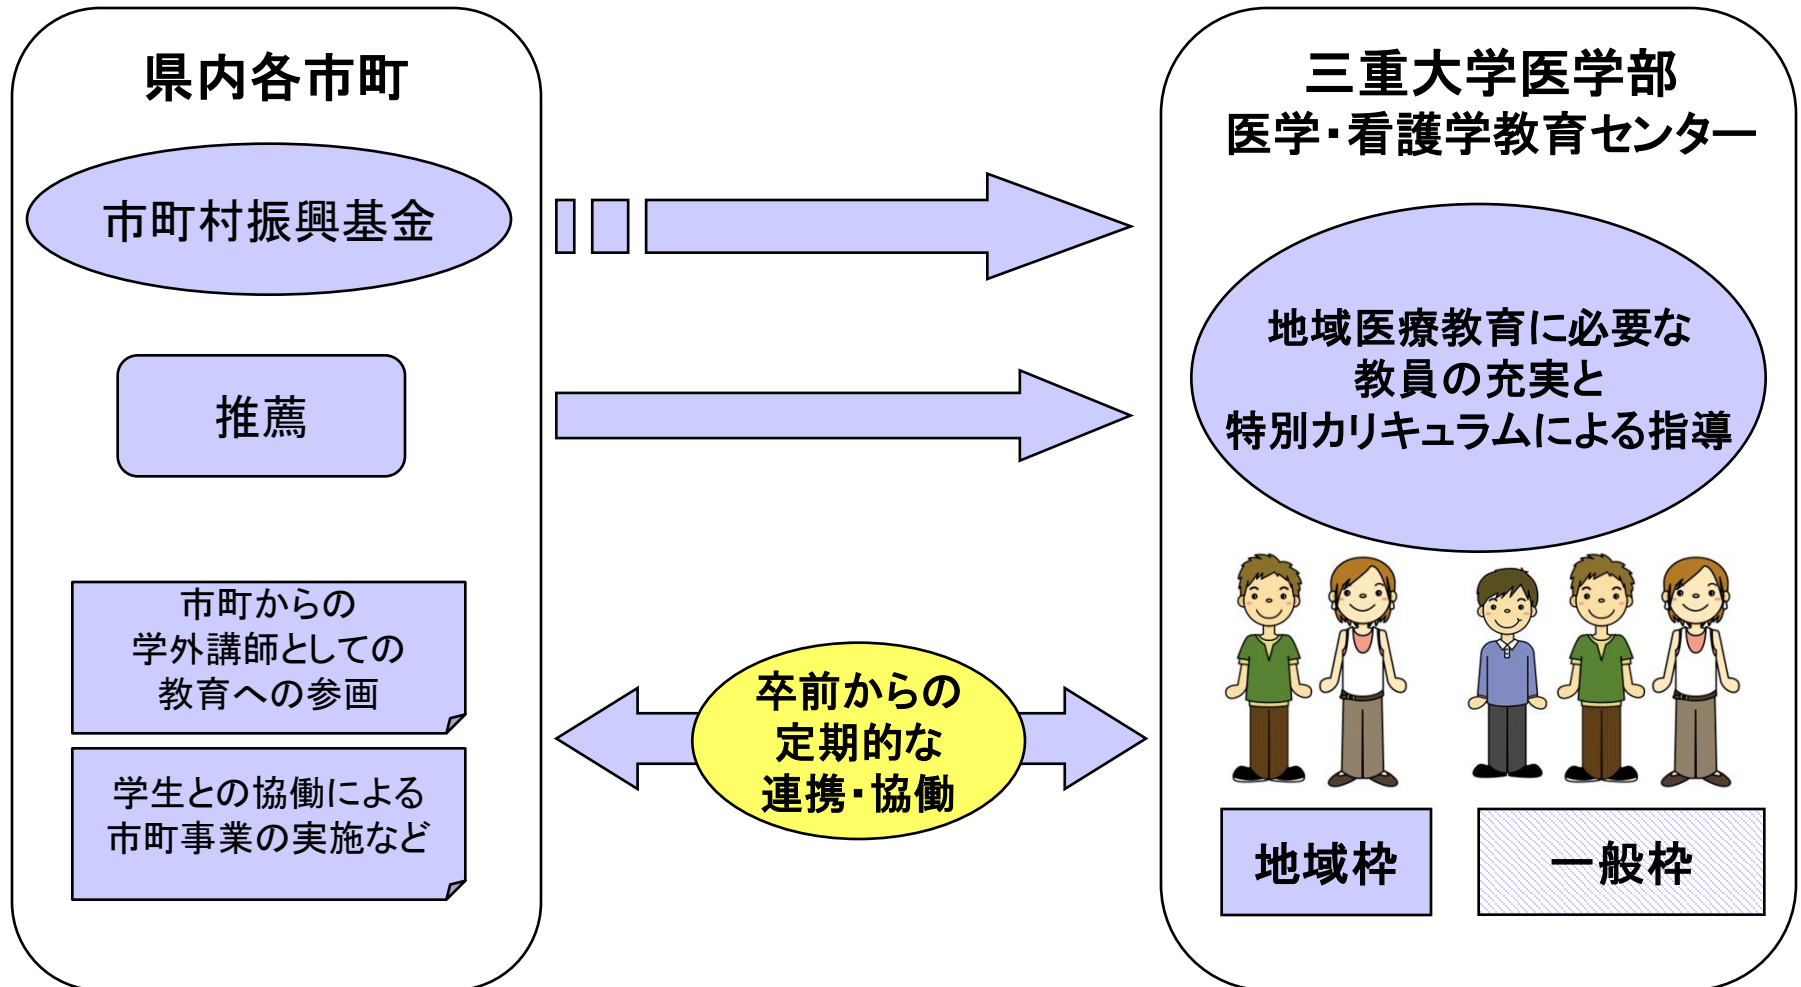 県内各市町
市町村振興基金
推薦
市町からの
学外講師としての
教育への参画
学生との協働による
市町事業の実施など
卒前からの
定期的な
連携・協働
三重大学医学部
医学・看護学教育センター
地域医療教育に必要な
教員の充実と
特別カリキュラムによる指導
地域枠
一般枠